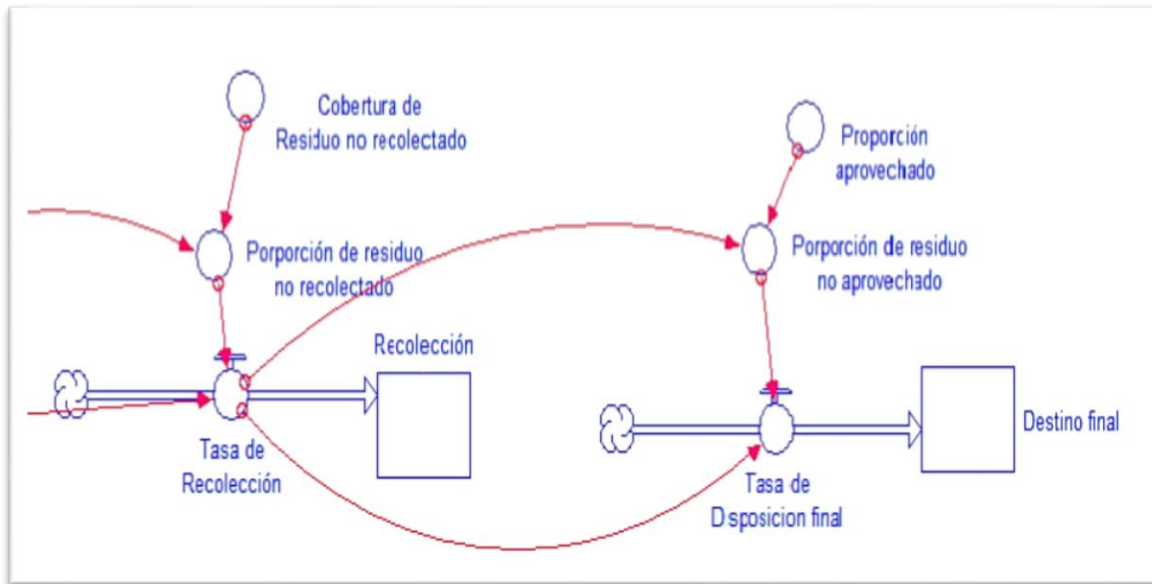 Cobertura de
Residuo no recolectado
Proporción
aprovechado
Porporción de residuo
no recolectado
Porporción de residuo
no aprovechado
Recolección
Destino final
Tasa de
Recolección
Tasa de
Disposicion final